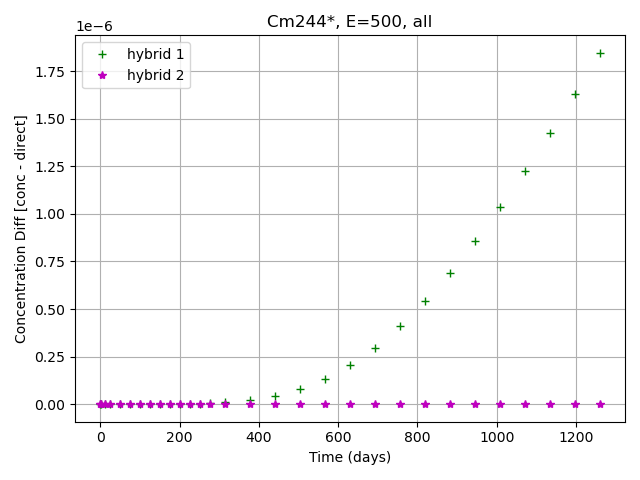 Cm244*, E=500, all
1e−6
hybrid 1
hybrid 2
1.75
1.50
1.25
1.00
0.75
0.50
0.25
0.00
Concentration Diff [conc - direct]
0 200 400 600 800 1000 1200
Time (days)